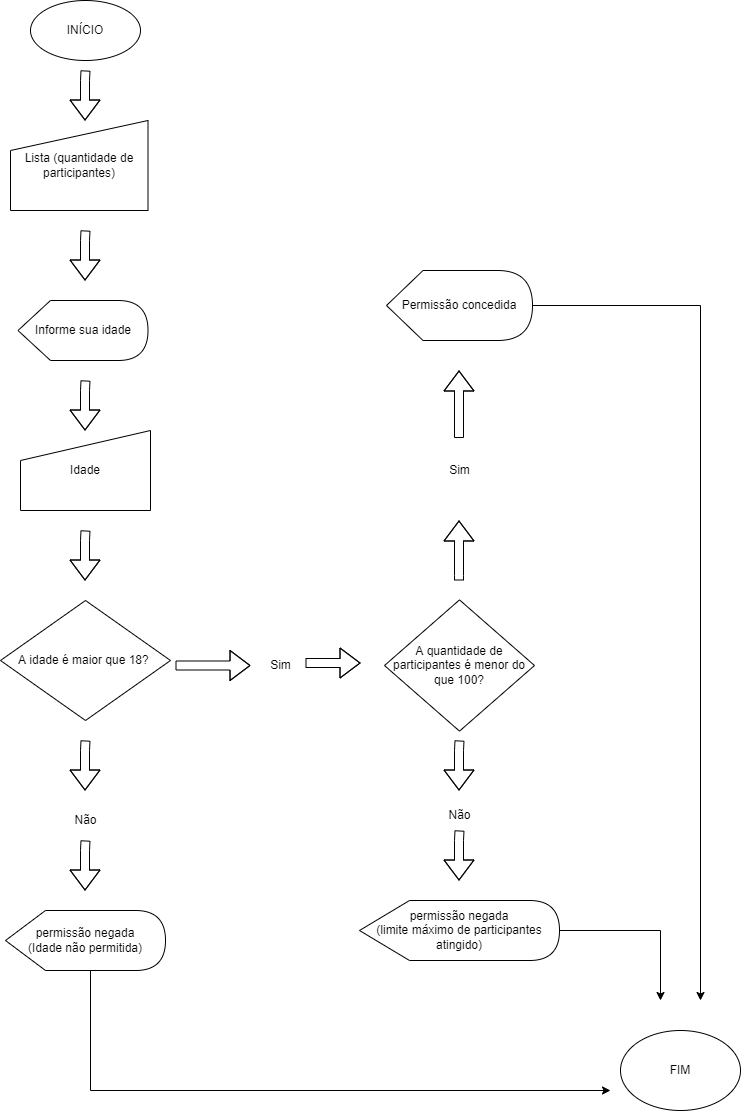 INÍCIO
Lista (quantidade de
participantes)
Informe sua idade
Idade
A idade é maior que 18?
Sim
Não
permissão negada
(Idade não permitida)
A quantidade de
participantes é menor do
que 100?
Sim
Permissão concedida
Não
permissão negada
(limite máximo de participantes
atingido)
FIM